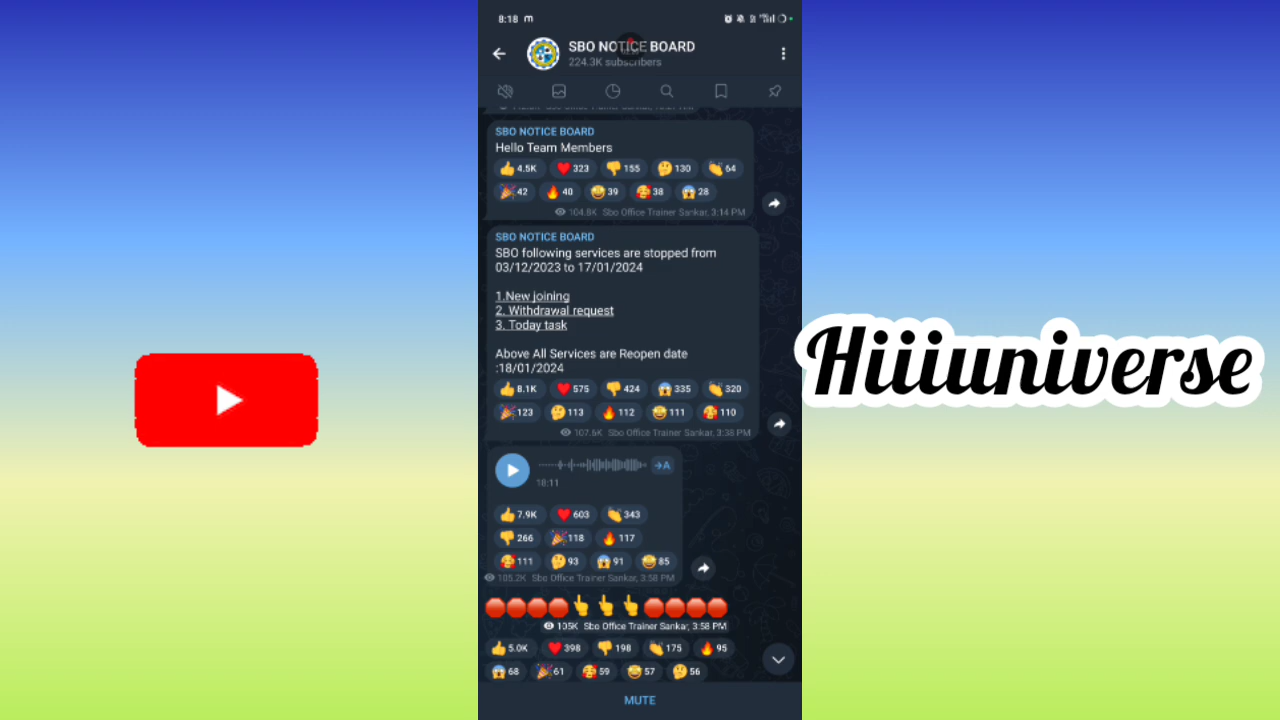 8:18 m
SBO NOTICE BOARD
224.3K subscribers
SBO NOTICE BOARD
Hello Team Members
👍 4.5K ❤️ 323 👎 155 🤔 130 👏 64
🎉 42 🔥 40 🤩 39 🥰 38 😱 28
104.8K Sbo Office Trainer Sankar, 3:14 PM
SBO NOTICE BOARD
SBO following services are stopped from
03/12/2023 to 17/01/2024
1.New joining
2. Withdrawal request
3. Today task
Above All Services are Reopen date
:18/01/2024
👍 8.1K ❤️ 575 👎 424 😱 335 👏 320
🎉 123 🤔 113 🔥 112 🤩 111 🥰 110
107.6K Sbo Office Trainer Sankar, 3:38 PM
→A
18:11
👍 7.9K ❤️ 603 👏 343
👎 266 🎉 118 🔥 117
🥰 111 🤔 93 😱 91 🤩 85
105.2K Sbo Office Trainer Sankar, 3:58 PM
105K Sbo Office Trainer Sankar, 3:58 PM
👍 5.0K ❤️ 398 👎 198 👏 175 🔥 95
😱 68 🎉 61 🥰 59 🤩 57 🤔 56
MUTE
Hiiiuniverse